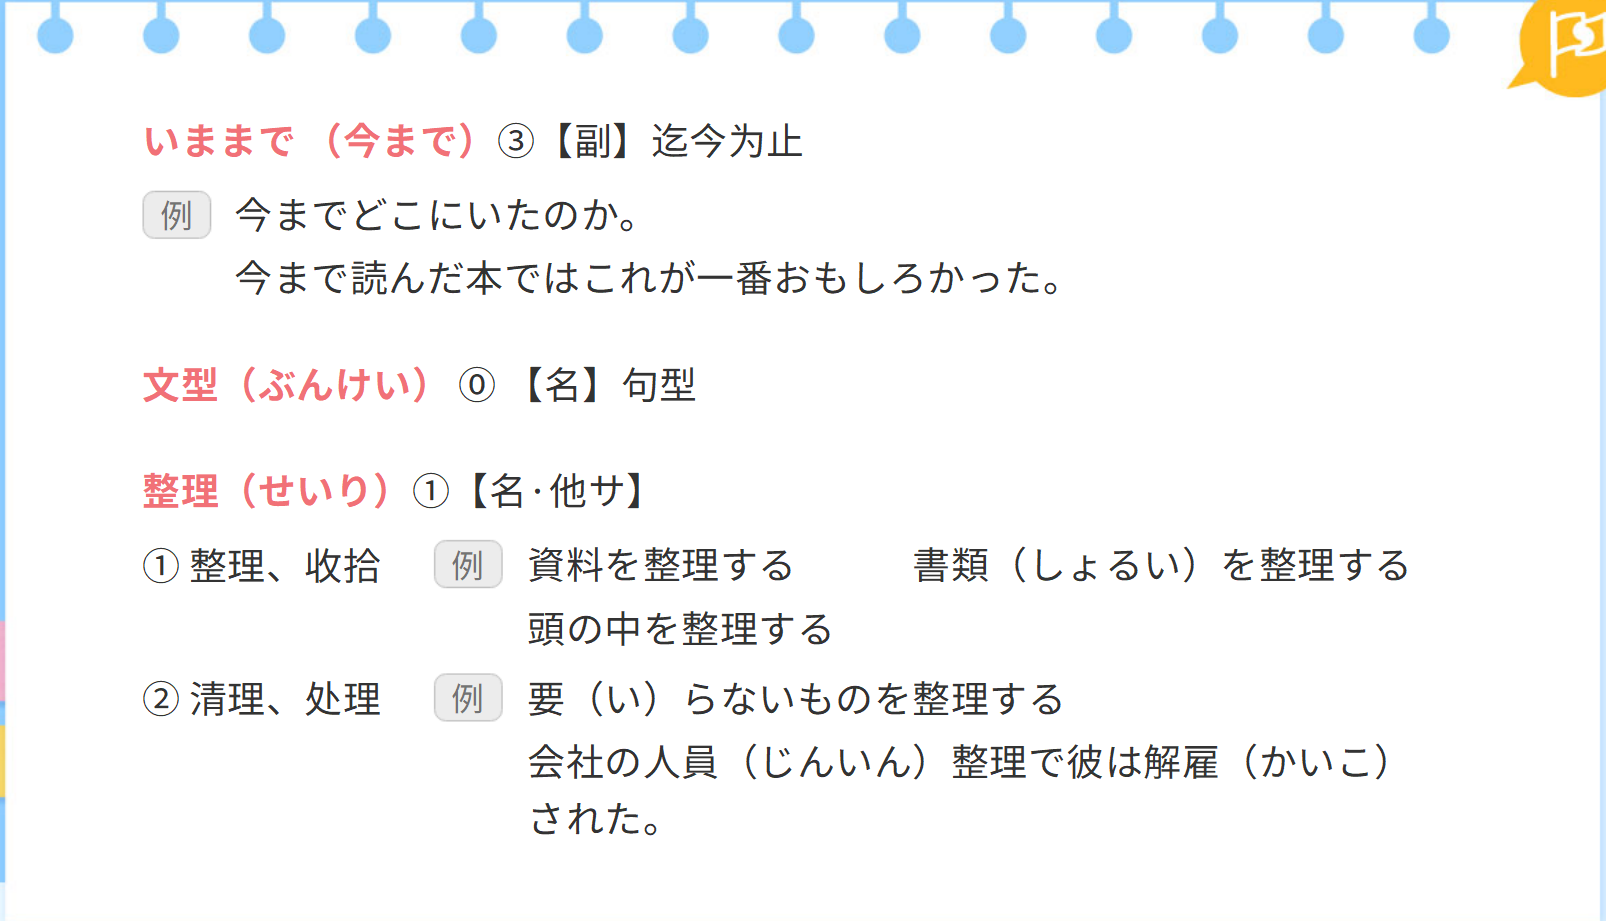 いままで（今まで）③【副】迄今为止
例 今までどこにいたのか。
今まで読んだ本ではこれが一番おもしろかった。
文型（ぶんけい）⓪【名】句型
整理（せいり）①【名·他サ】
① 整理、收拾 例 資料を整理する 書類（しょるい）を整理する
頭の中を整理する
② 清理、处理 例 要（い）らないものを整理する
会社の人員（じんいん）整理で彼は解雇（かいこ）
された。